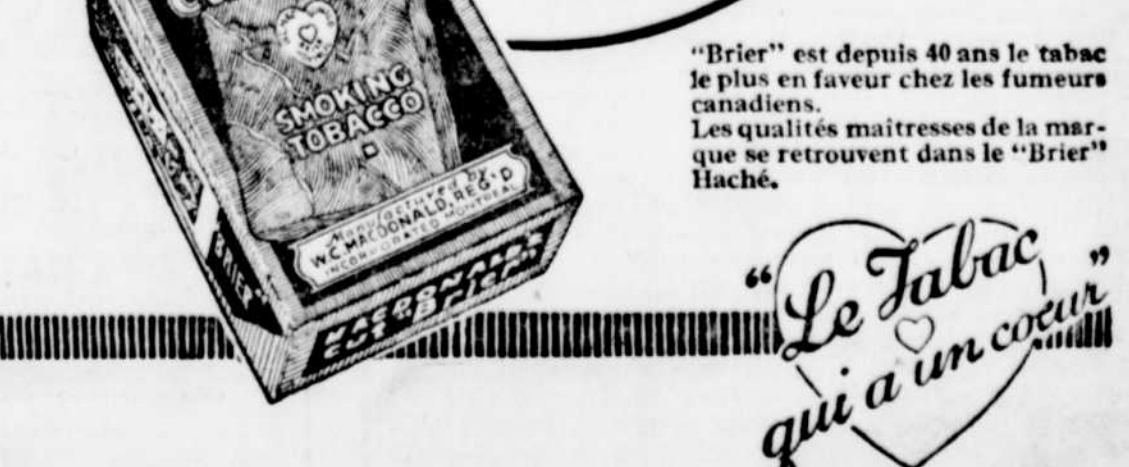 SMOKING
TOBACCO
Manufactured by
W.C. MACDONALD, REG'D
INCORPORATED MONTREAL
"BRIER"
MACDONALD'S
CUT "BRIER"
"Brier" est depuis 40 ans le tabac
le plus en faveur chez les fumeurs
canadiens.
Les qualités maitresses de la mar-
que se retrouvent dans le "Brier"
Haché.
"Le Tabac
qui a un coeur"